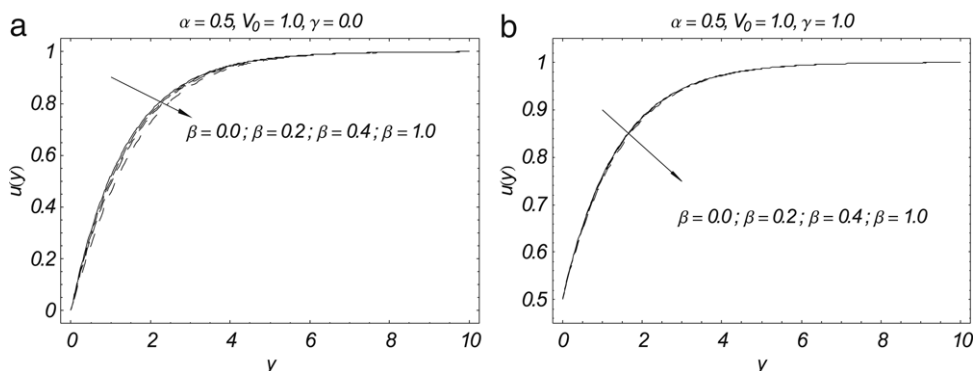 a
α = 0.5, V0 = 1.0, γ = 0.0
1
0.8
0.6
0.4
0.2
0
u(y)
β = 0.0 ; β = 0.2 ; β = 0.4 ; β = 1.0
0 2 4 6 8 10
y
b
α = 0.5, V0 = 1.0, γ = 1.0
1
0.9
0.8
0.7
0.6
0.5
u(y)
β = 0.0 ; β = 0.2 ; β = 0.4 ; β = 1.0
0 2 4 6 8 10
y